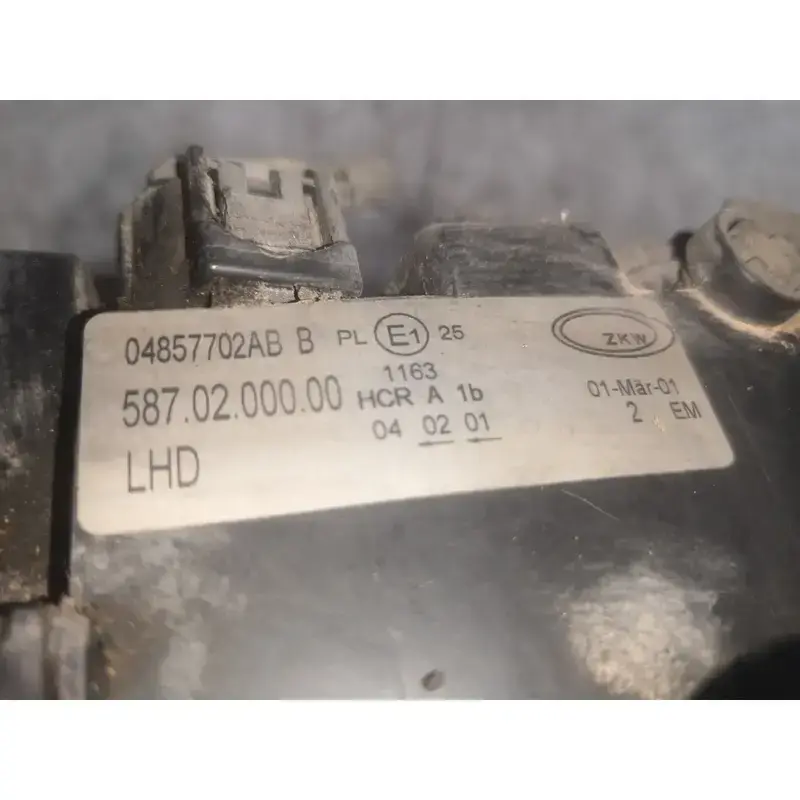 04857702AB B PL E1 25 ZKW
1163
587.02.000.00 HCR A 1b 01-Mär-01
04 02 01 2 EM
LHD